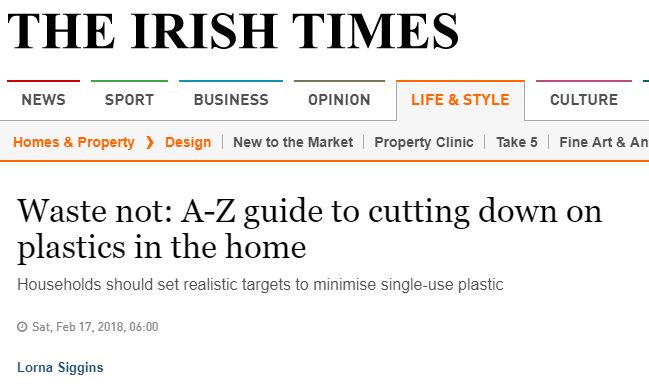 THE IRISH TIMES
NEWS SPORT BUSINESS OPINION LIFE & STYLE CULTURE
Homes & Property ❯ Design New to the Market Property Clinic Take 5 Fine Art & An
Waste not: A-Z guide to cutting down on
plastics in the home
Households should set realistic targets to minimise single-use plastic
Sat, Feb 17, 2018, 06:00
Lorna Siggins